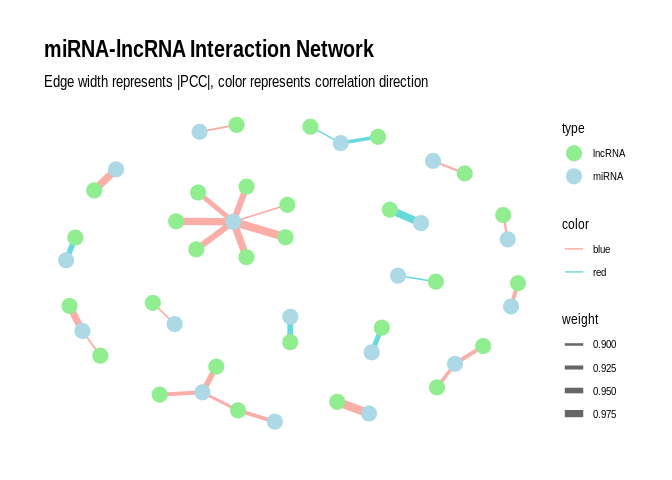 miRNA-lncRNA Interaction Network
Edge width represents |PCC|, color represents correlation direction
type
lncRNA
miRNA
color
blue
red
weight
0.900
0.925
0.950
0.975